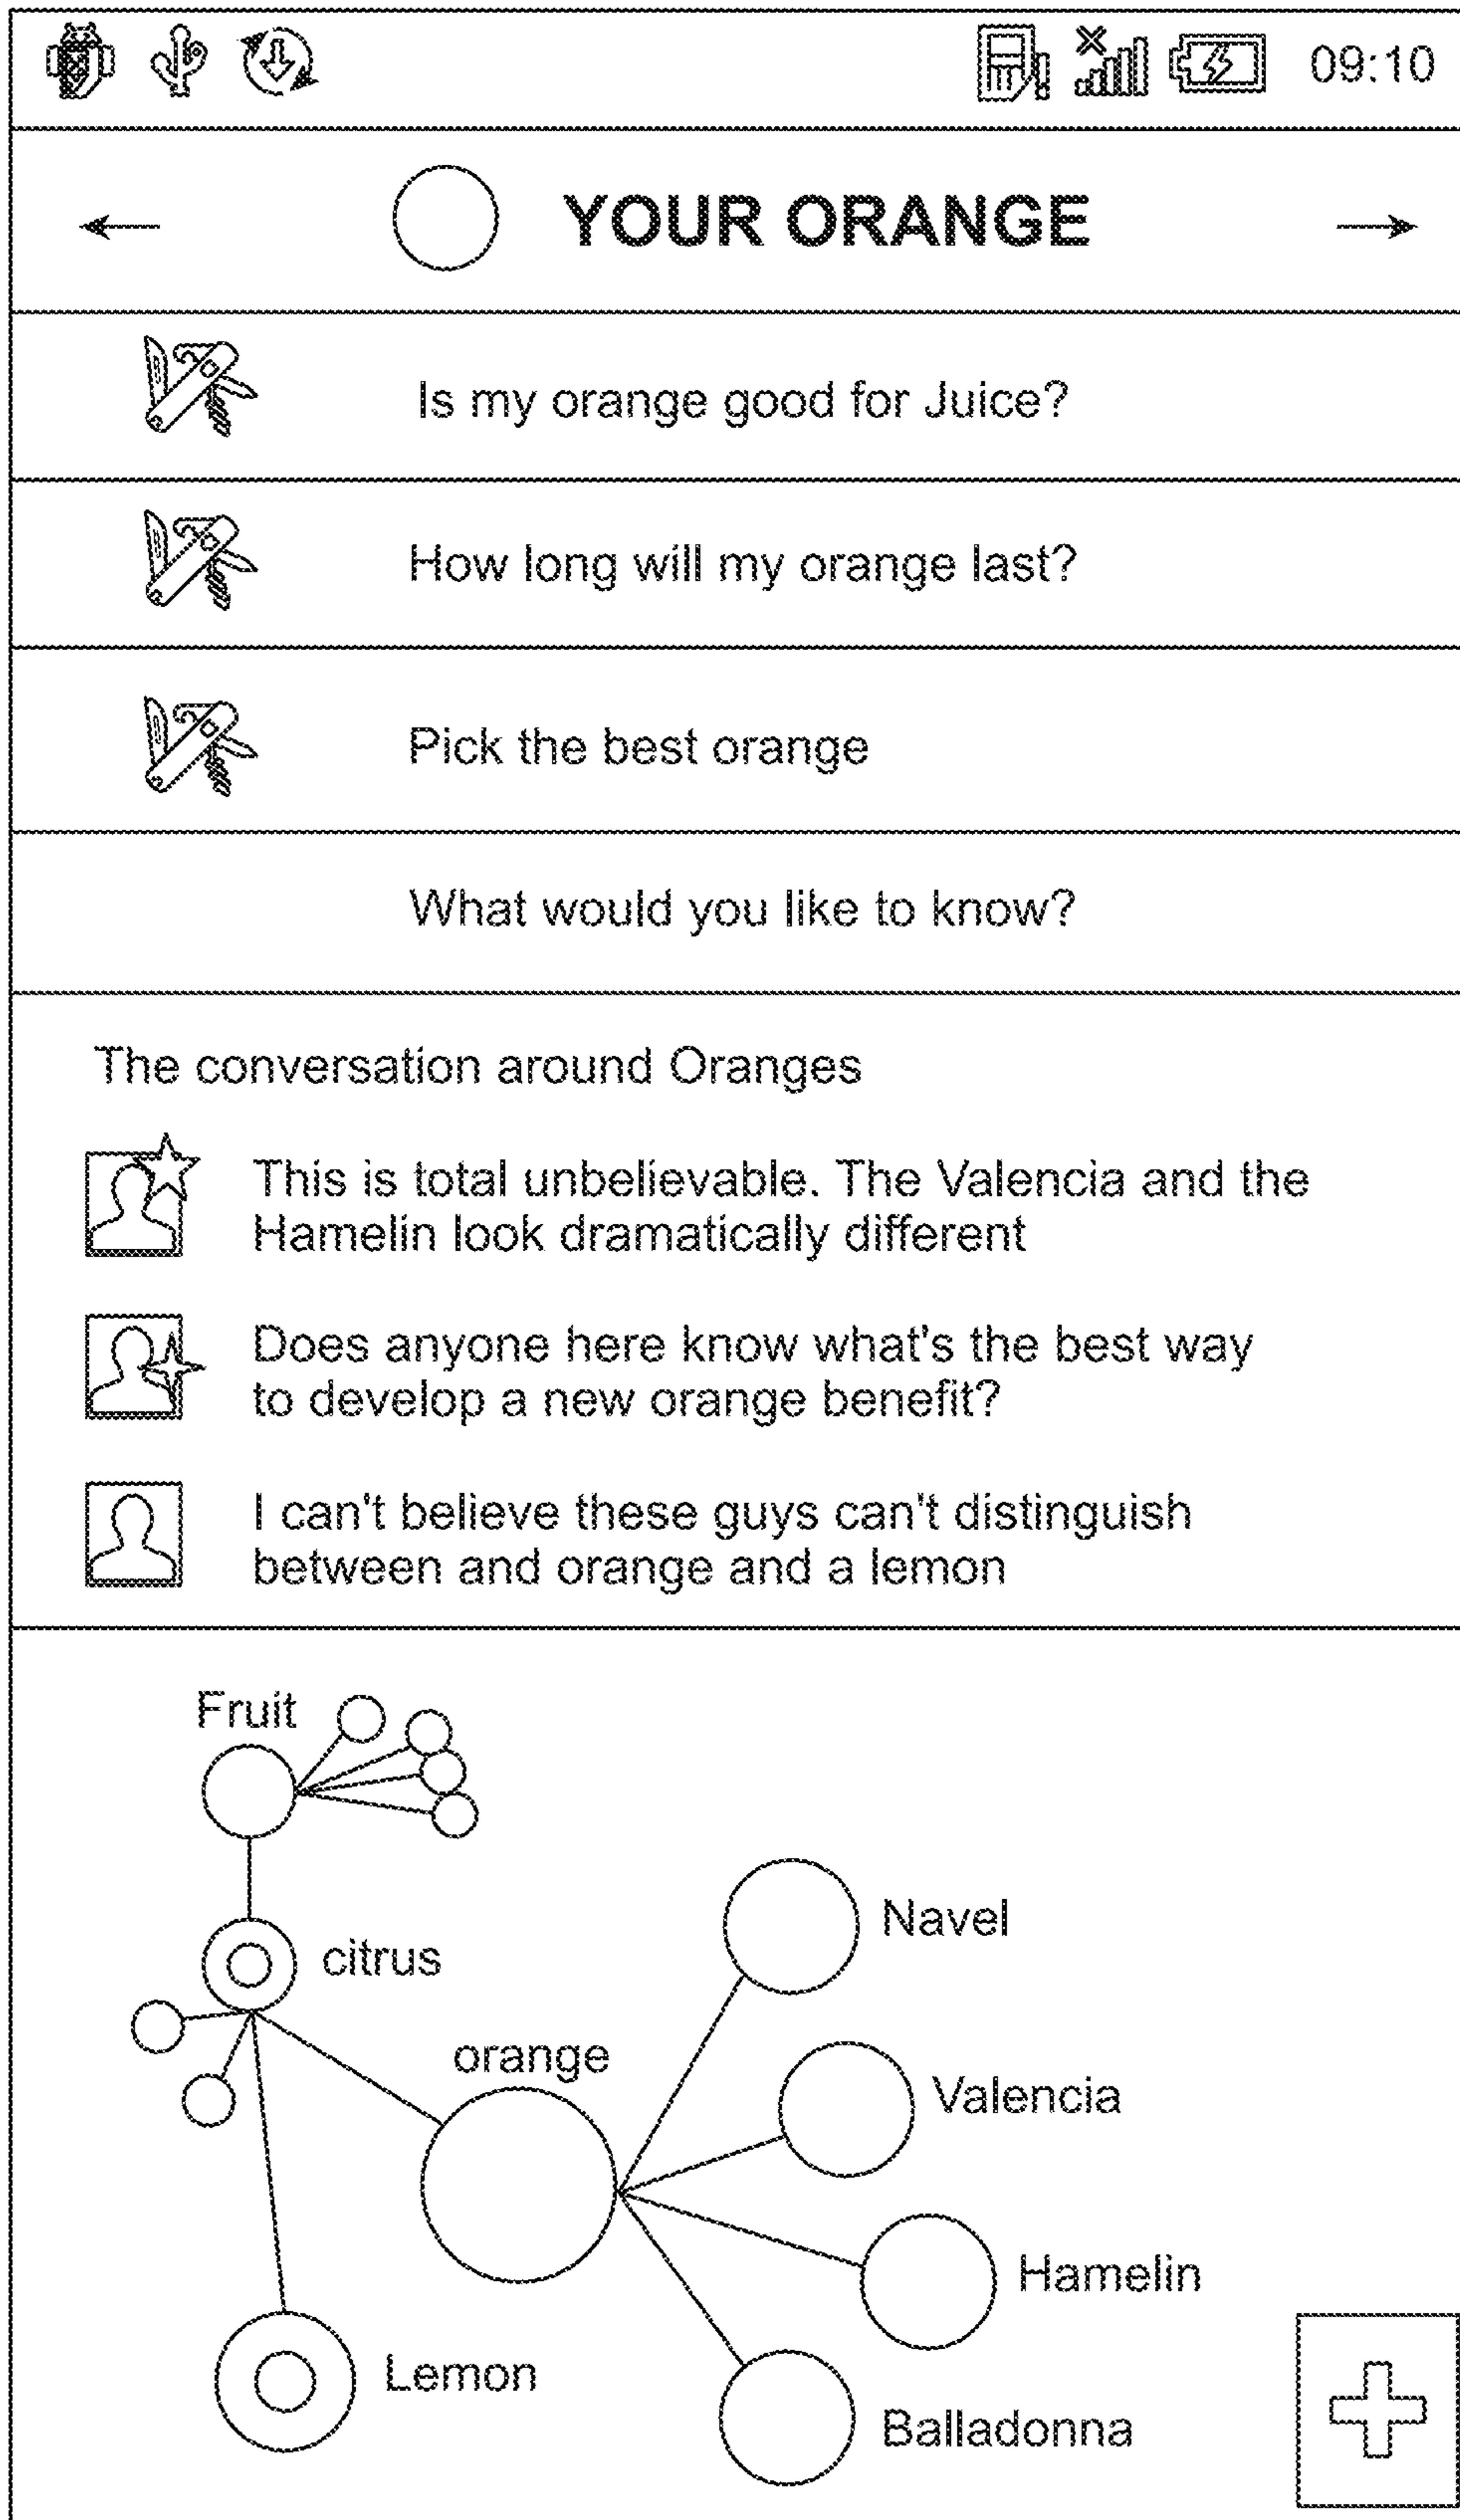 09:10
YOUR ORANGE
Is my orange good for Juice?
How long will my orange last?
Pick the best orange
What would you like to know?
The conversation around Oranges
This is total unbelievable. The Valencia and the
Hamelin look dramatically different
Does anyone here know what's the best way
to develop a new orange benefit?
I can't believe these guys can't distinguish
between and orange and a lemon
Fruit
Navel
citrus
orange
Valencia
Hamelin
Lemon
Balladonna